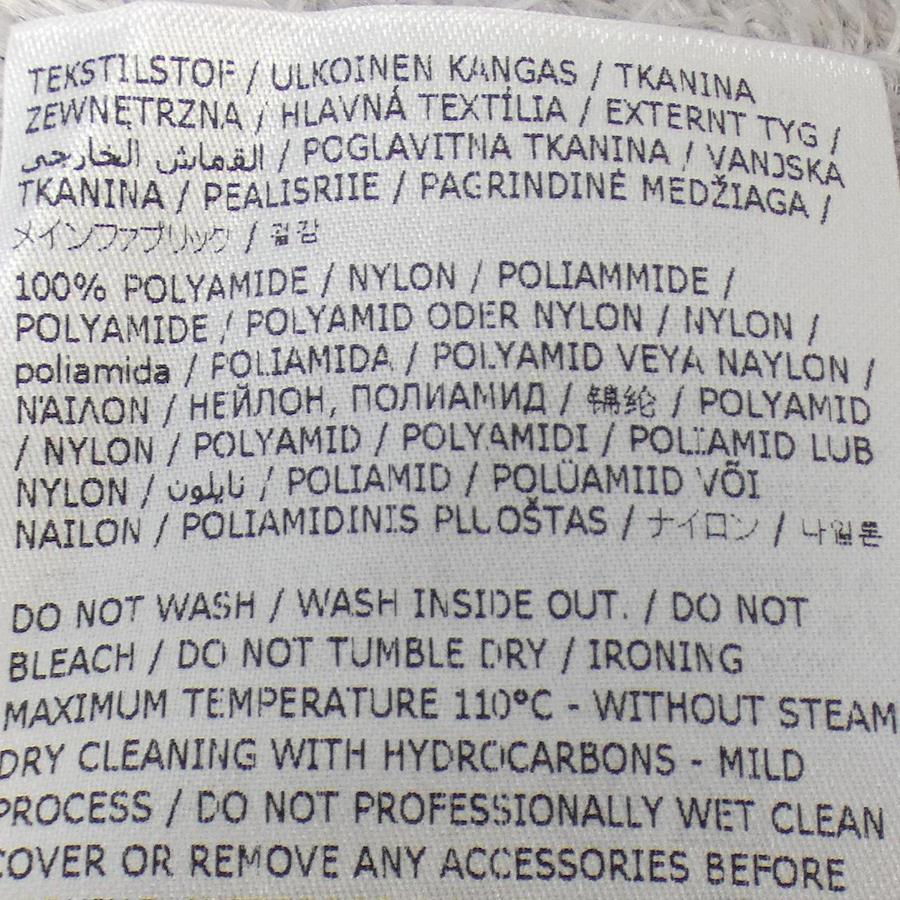 TEKSTILSTOF / ULKOINEN KANGAS / TKANINA
ZEWNĘTRZNA / HLAVNÁ TEXTÍLIA / EXTERNT TYG /
القماش الخارجي / POGLAVITNA TKANINA / VANJSKA
TKANINA / PEALISRIIE / PAGRINDINĖ MEDŽIAGA /
メインファブリック / 겉감
100% POLYAMIDE / NYLON / POLIAMMIDE /
POLYAMIDE / POLYAMID ODER NYLON / NYLON /
poliamida / POLIAMIDA / POLYAMID VEYA NAYLON /
ΝΆΙΛΟΝ / НЕЙЛОН, ПОЛИАМИД / 锦纶 / POLYAMID
/ NYLON / POLYAMID / POLYAMIDI / POLIAMID LUB
NYLON / نايلون / POLIAMID / POLÜAMIID VÕI
NAILON / POLIAMIDINIS PLUOŠTAS / ナイロン / 나일론
DO NOT WASH / WASH INSIDE OUT. / DO NOT
BLEACH / DO NOT TUMBLE DRY / IRONING
MAXIMUM TEMPERATURE 110°C - WITHOUT STEAM
DRY CLEANING WITH HYDROCARBONS - MILD
PROCESS / DO NOT PROFESSIONALLY WET CLEAN
COVER OR REMOVE ANY ACCESSORIES BEFORE